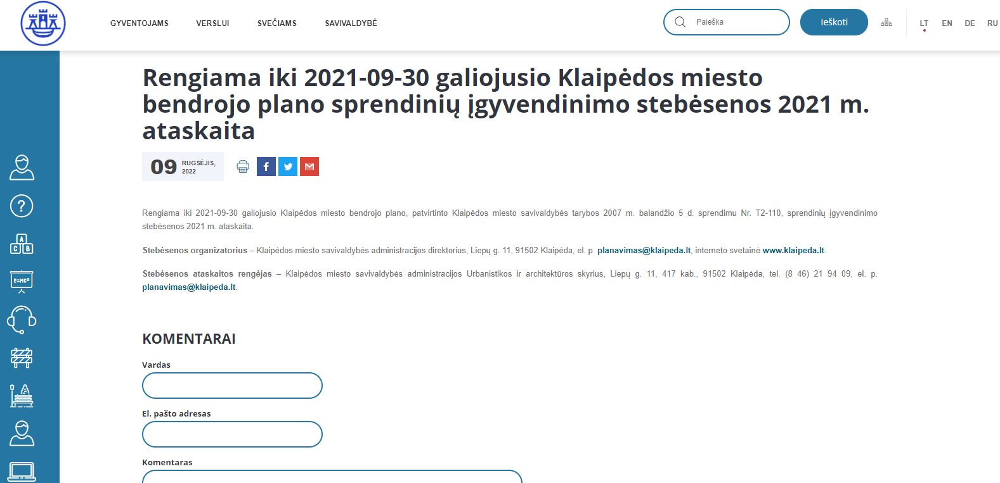 GYVENTOJAMS VERSLUI SVEČIAMS SAVIVALDYBĖ Paieška Ieškoti LT EN DE RU
Rengiama iki 2021-09-30 galiojusio Klaipėdos miesto
bendrojo plano sprendinių įgyvendinimo stebėsenos 2021 m.
ataskaita
09 RUGSĖJIS,
2022
Rengiama iki 2021-09-30 galiojusio Klaipėdos miesto bendrojo plano, patvirtinto Klaipėdos miesto savivaldybės tarybos 2007 m. balandžio 5 d. sprendimu Nr. T2-110, sprendinių įgyvendinimo
stebėsenos 2021 m. ataskaita.
Stebėsenos organizatorius – Klaipėdos miesto savivaldybės administracijos direktorius, Liepų g. 11, 91502 Klaipėda, el. p. planavimas@klaipeda.lt, interneto svetainė www.klaipeda.lt.
Stebėsenos ataskaitos rengėjas – Klaipėdos miesto savivaldybės administracijos Urbanistikos ir architektūros skyrius, Liepų g. 11, 417 kab., 91502 Klaipėda, tel. (8 46) 21 94 09, el. p.
planavimas@klaipeda.lt.
A
C B
E=MC²
KOMENTARAI
Vardas
El. pašto adresas
Komentaras